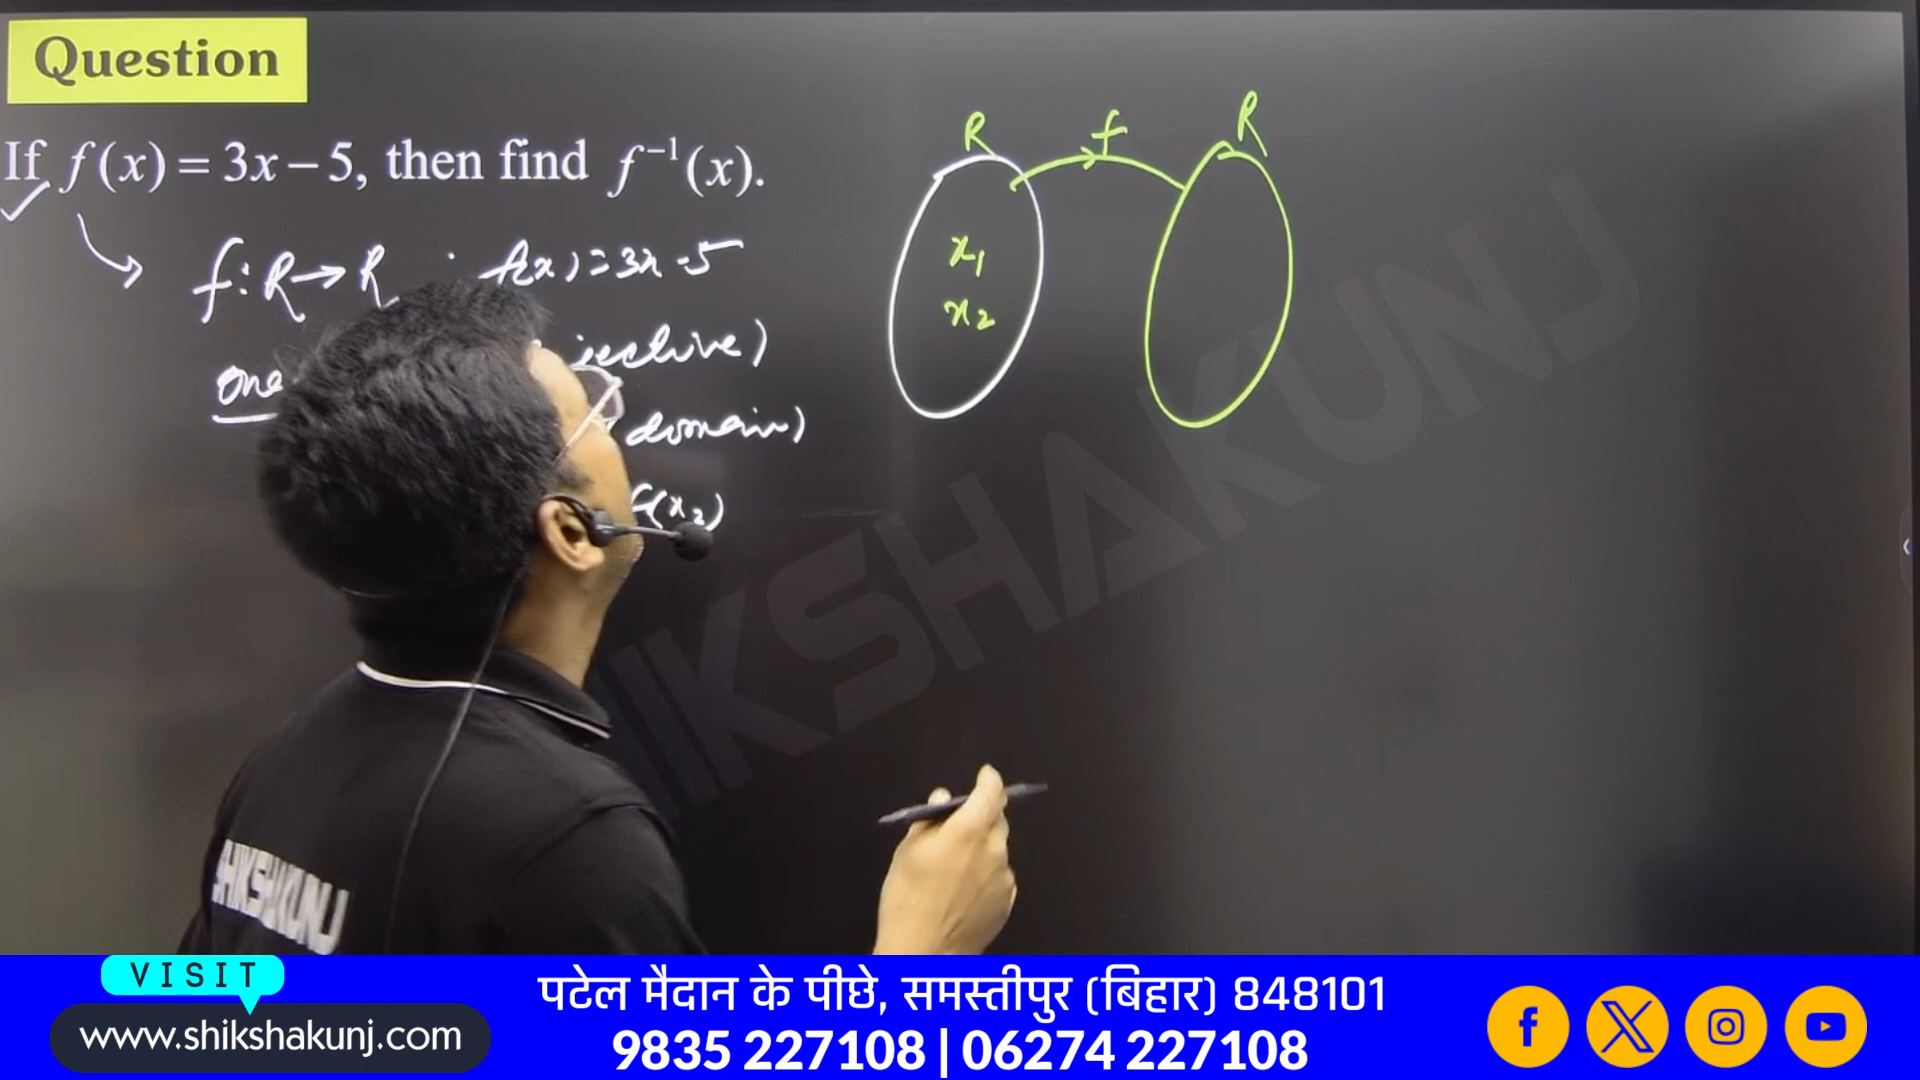 Question
If f(x) = 3x − 5, then find f⁻¹(x).
f : R → R f(x) = 3x - 5
one
domain)
f(x₂)
R f R
x₁
x₂
SHIKSHAKUNJ
SHIKSHAKUNJ
VISIT
www.shikshakunj.com
पटेल मैदान के पीछे, समस्तीपुर (बिहार) 848101
9835 227108 | 06274 227108